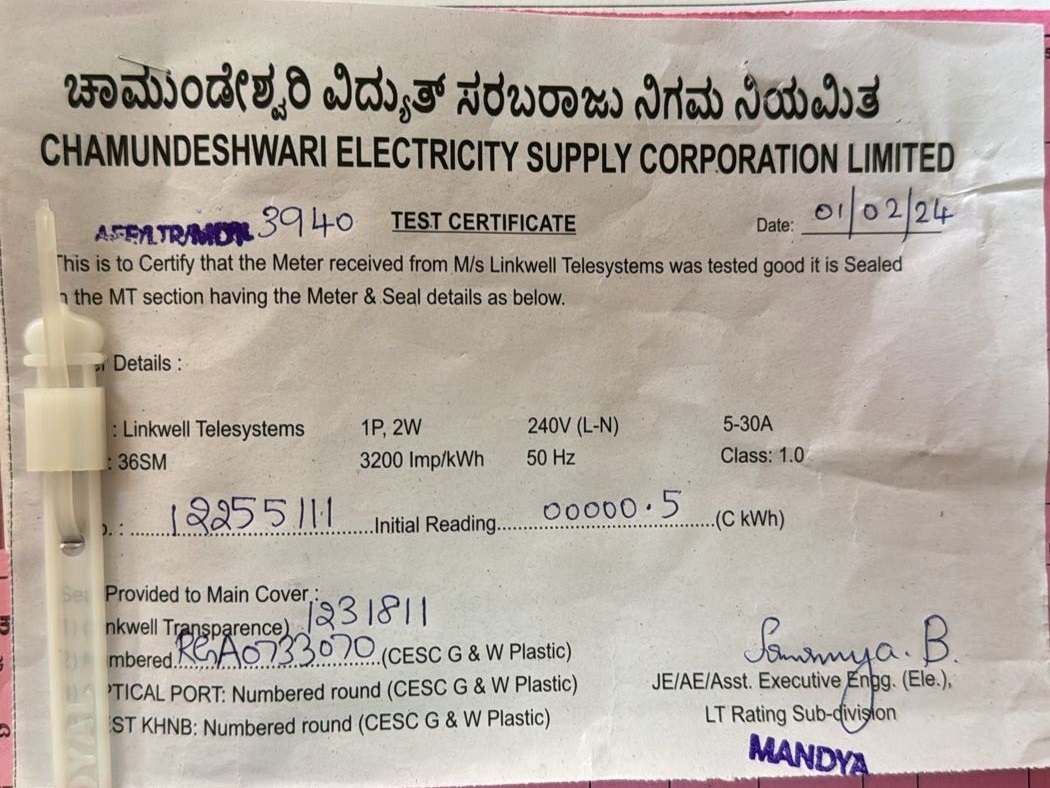 ಚಾಮುಂಡೇಶ್ವರಿ ವಿದ್ಯುತ್ ಸರಬರಾಜು ನಿಗಮ ನಿಯಮಿತ
CHAMUNDESHWARI ELECTRICITY SUPPLY CORPORATION LIMITED
3940 TEST CERTIFICATE Date: 01/02/24
This is to Certify that the Meter received from M/s Linkwell Telesystems was tested good it is Sealed
the MT section having the Meter & Seal details as below.
Details :
: Linkwell Telesystems 1P, 2W 240V (L-N) 5-30A
: 36SM 3200 Imp/kWh 50 Hz Class: 1.0
: 12255111 Initial Reading 00000.5 (C kWh)
Provided to Main Cover :
nkwell Transparence) 1231811
mbered RGA0733070 (CESC G & W Plastic)
TICAL PORT: Numbered round (CESC G & W Plastic)
ST KHNB: Numbered round (CESC G & W Plastic)
JE/AE/Asst. Executive Engg. (Ele.),
LT Rating Sub-division
MANDYA